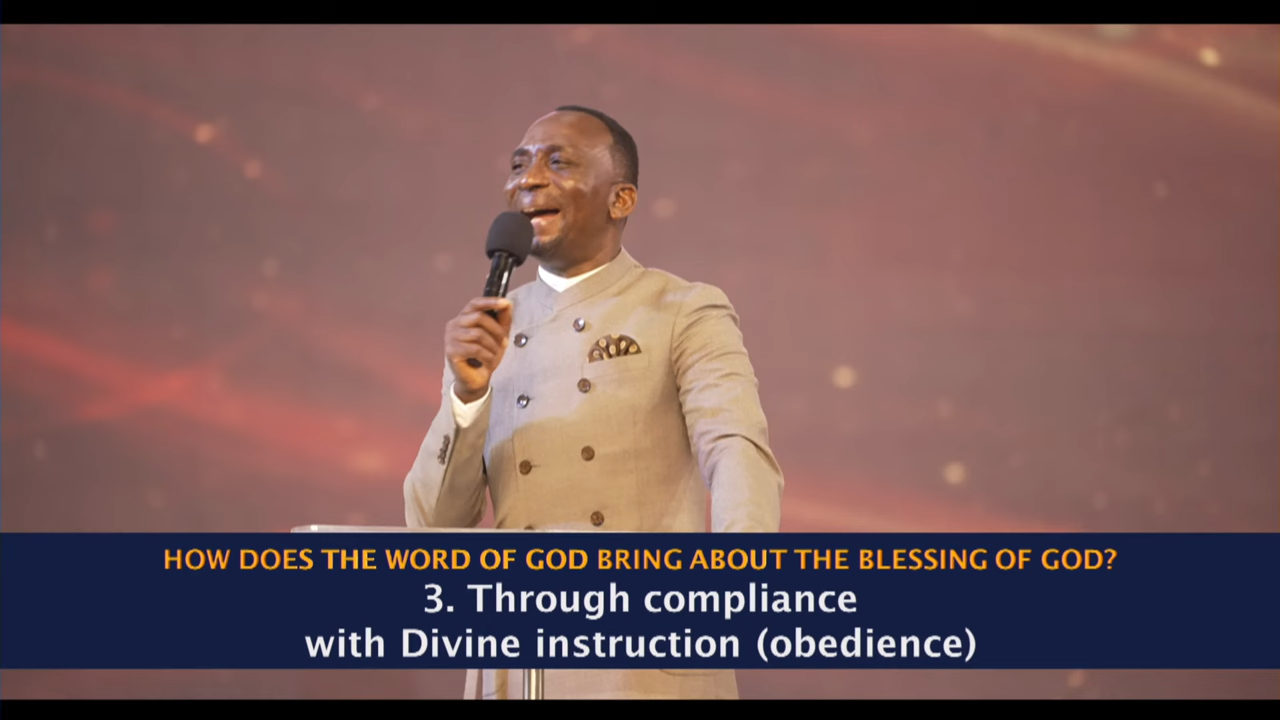 HOW DOES THE WORD OF GOD BRING ABOUT THE BLESSING OF GOD?
3. Through compliance
with Divine instruction (obedience)